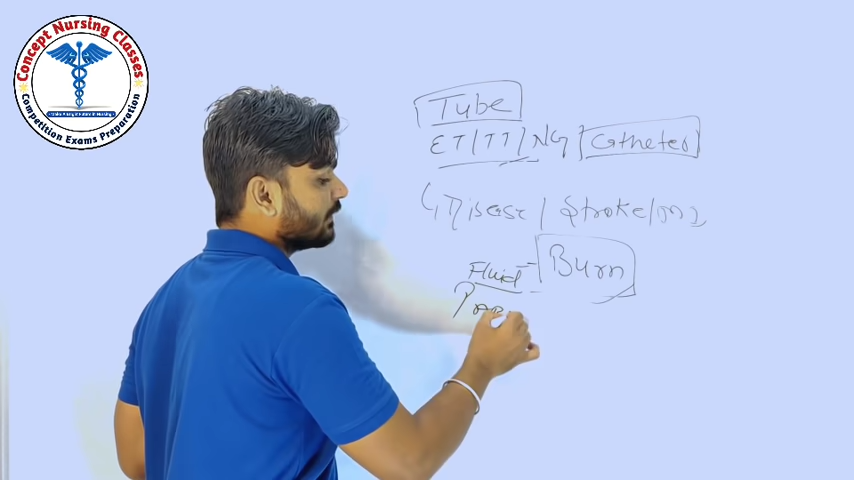 Concept Nursing Classes
Competition Exams Preparation
Tube
ET/TT/NG/Catheter
Disease/Stroke/
Fluid Burn